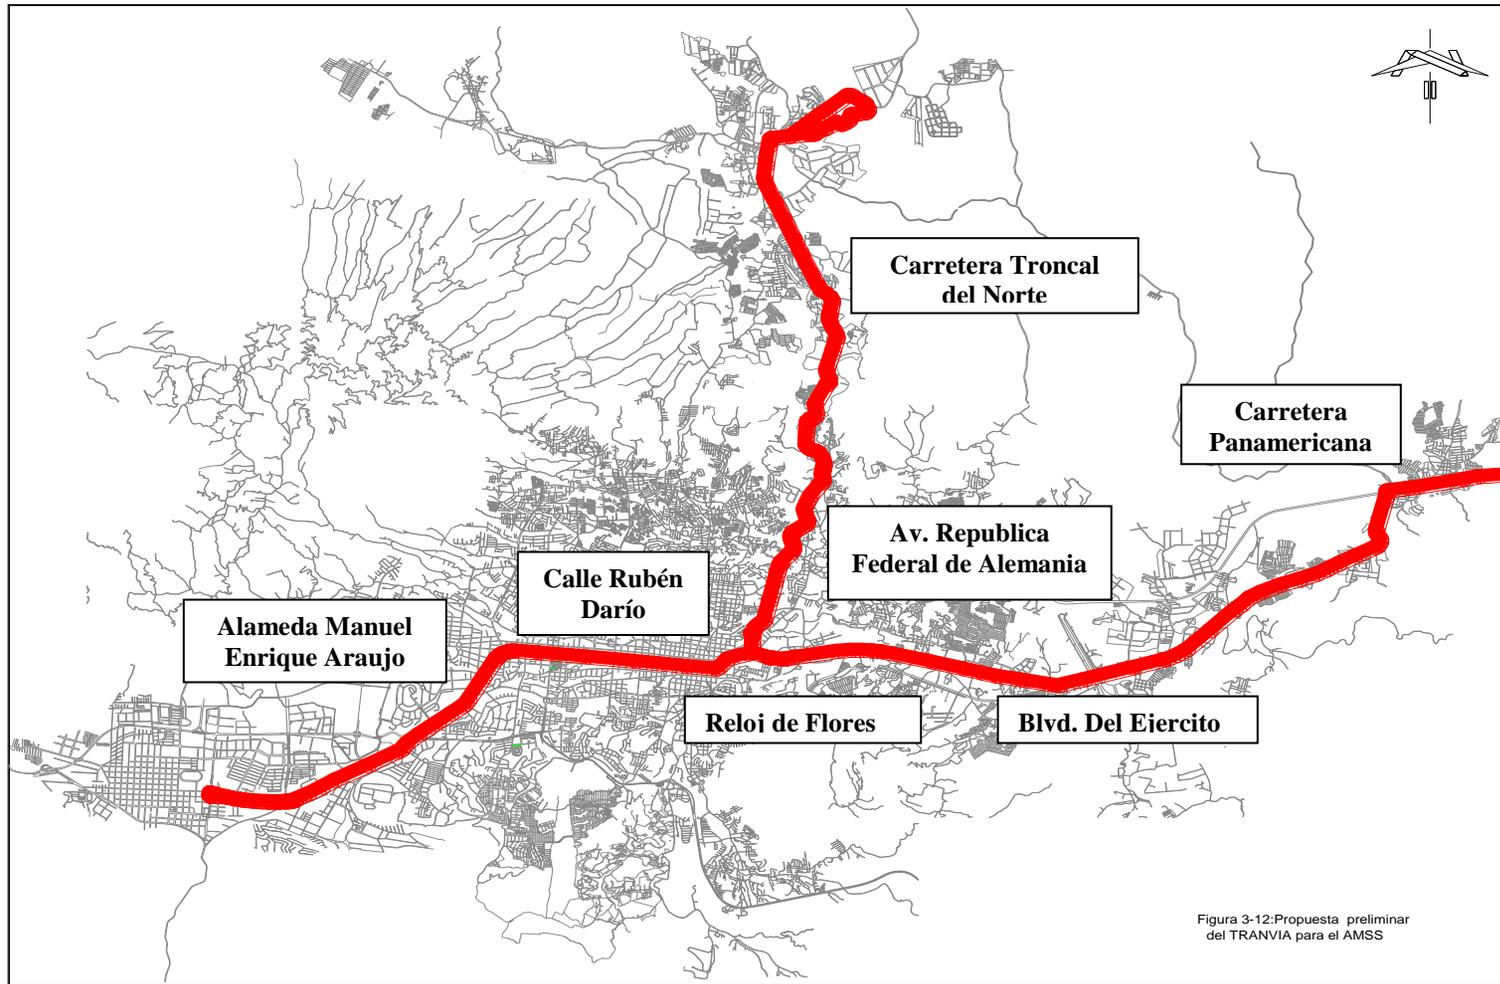 Carretera Troncal
del Norte
Carretera
Panamericana
Av. Republica
Federal de Alemania
Calle Rubén
Darío
Alameda Manuel
Enrique Araujo
Reloj de Flores
Blvd. Del Ejercito
Figura 3-12:Propuesta preliminar
del TRANVIA para el AMSS